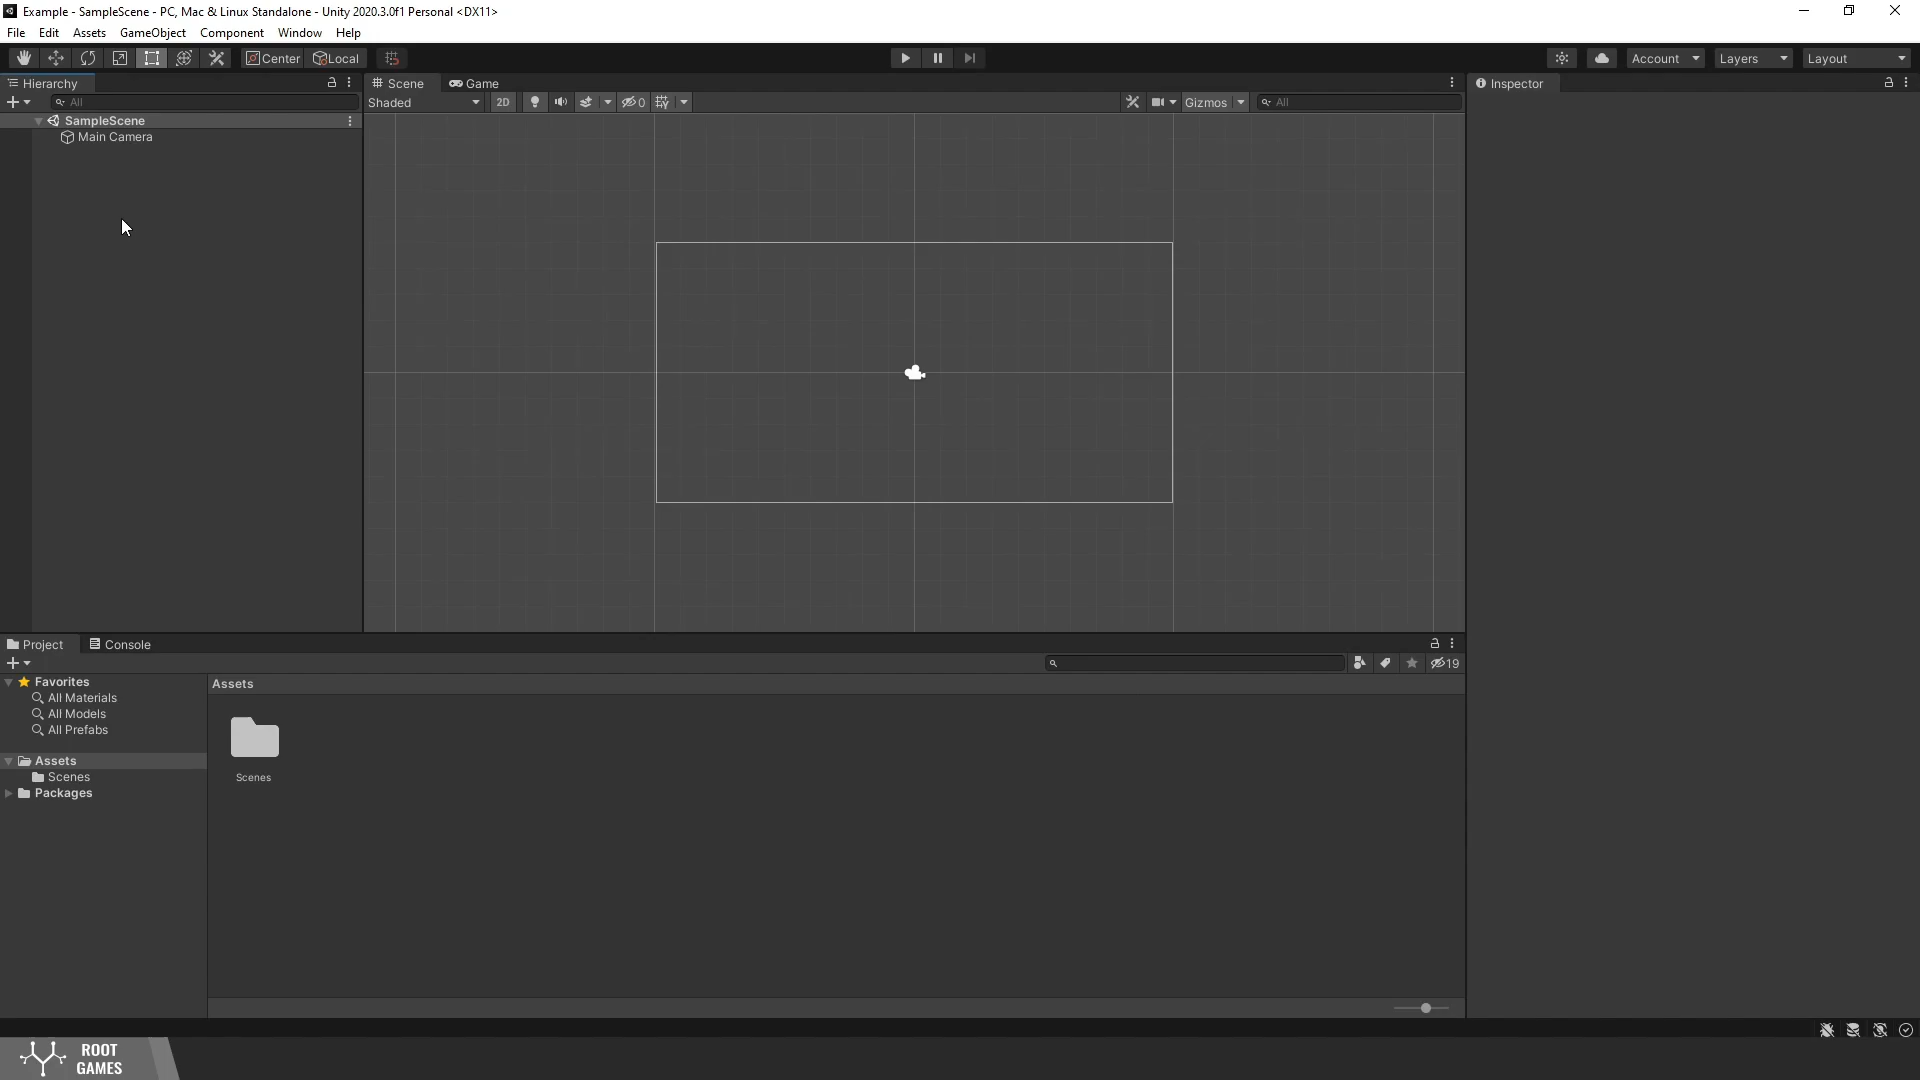 Example - SampleScene - PC, Mac & Linux Standalone - Unity 2020.3.0f1 Personal <DX11>
File Edit Assets GameObject Component Window Help
Center Local Account Layers Layout
Hierarchy Scene Game Inspector
All Shaded 2D 0 Gizmos All
SampleScene
Main Camera
Project Console
19
Favorites Assets
All Materials
All Models
All Prefabs
Assets
Scenes Scenes
Packages
ROOT
GAMES